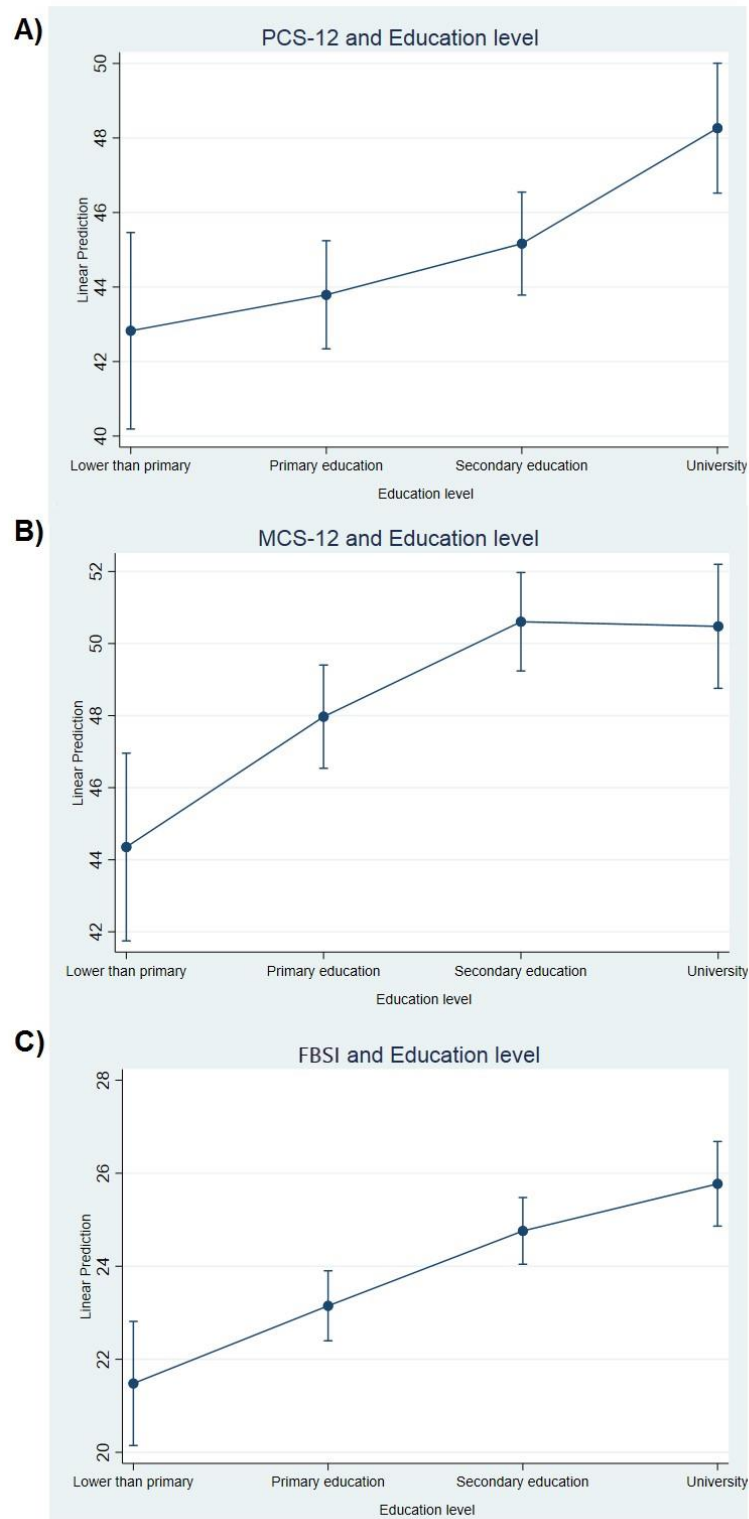 A)
PCS-12 and Education level
50
48
46
44
42
40
Linear Prediction
Lower than primary
Primary education
Secondary education
University
Education level
B)
MCS-12 and Education level
52
50
48
46
44
42
Linear Prediction
Lower than primary
Primary education
Secondary education
University
Education level
C)
FBSI and Education level
28
26
24
22
20
Linear Prediction
Lower than primary
Primary education
Secondary education
University
Education level